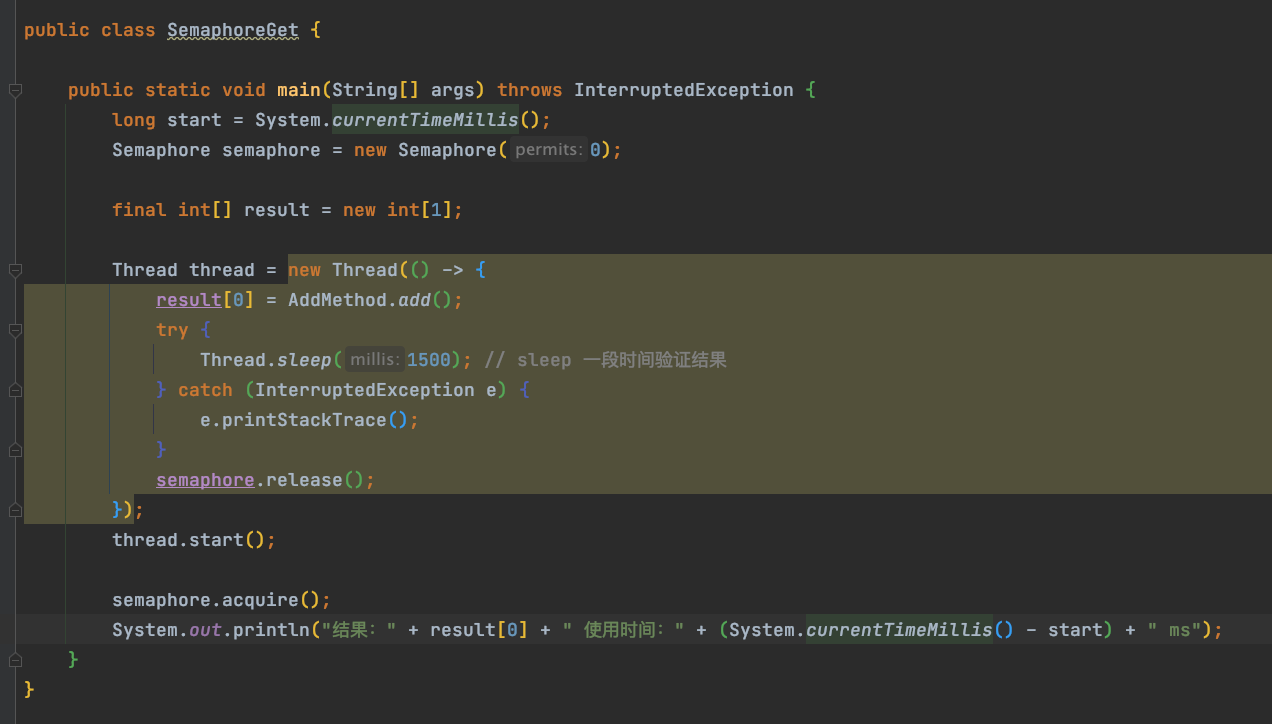 public class SemaphoreGet {
public static void main(String[] args) throws InterruptedException {
long start = System.currentTimeMillis();
Semaphore semaphore = new Semaphore( permits: 0);
final int[] result = new int[1];
Thread thread = new Thread(() -> {
result[0] = AddMethod.add();
try {
Thread.sleep( millis: 1500); // sleep 一段时间验证结果
} catch (InterruptedException e) {
e.printStackTrace();
}
semaphore.release();
});
thread.start();
semaphore.acquire();
System.out.println("结果：" + result[0] + " 使用时间：" + (System.currentTimeMillis() - start) + " ms");
}
}